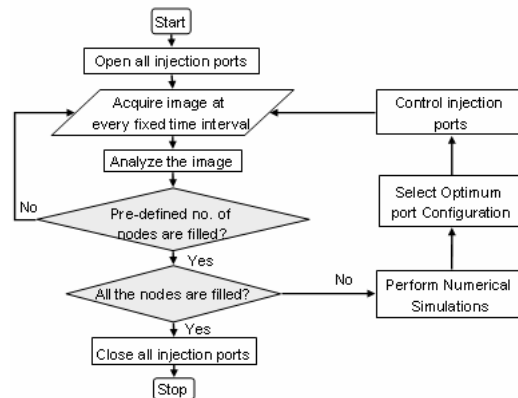 Start
Open all injection ports
Acquire image at
every fixed time interval
Analyze the image
No
Pre-defined no. of
nodes are filled?
Yes
All the nodes are filled?
No
Yes
Close all injection ports
Stop
Control injection
ports
Select Optimum
port Configuration
Perform Numerical
Simulations